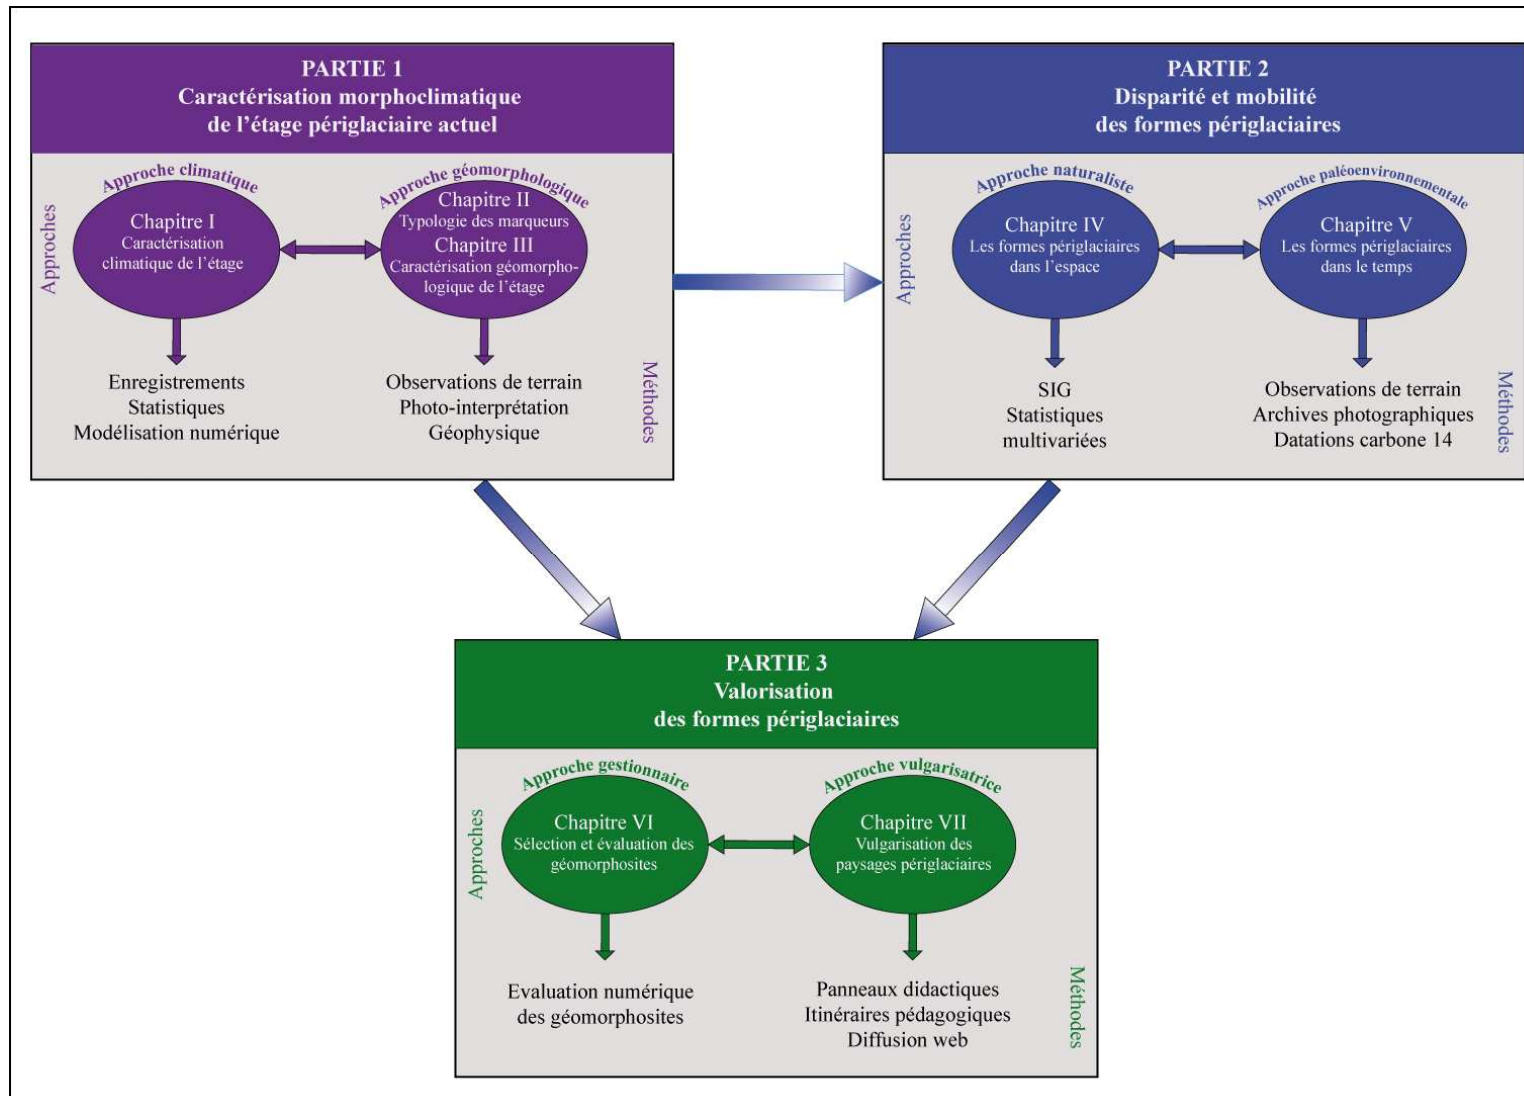 PARTIE 1
Caractérisation morphoclimatique
de l'étage périglaciaire actuel
Approches
Approche climatique
Chapitre I
Caractérisation
climatique de l'étage
Approche géomorphologique
Chapitre II
Typologie des marqueurs
Chapitre III
Caractérisation géomorpho-
logique de l'étage
Enregistrements
Statistiques
Modélisation numérique
Observations de terrain
Photo-interprétation
Géophysique
Méthodes
PARTIE 2
Disparité et mobilité
des formes périglaciaires
Approches
Approche naturaliste
Chapitre IV
Les formes périglaciaires
dans l'espace
Approche paléoenvironnementale
Chapitre V
Les formes périglaciaires
dans le temps
SIG
Statistiques
multivariées
Observations de terrain
Archives photographiques
Datations carbone 14
Méthodes
PARTIE 3
Valorisation
des formes périglaciaires
Approches
Approche gestionnaire
Chapitre VI
Sélection et évaluation des
géomorphosites
Approche vulgarisatrice
Chapitre VII
Vulgarisation des
paysages périglaciaires
Evaluation numérique
des géomorphosites
Panneaux didactiques
Itinéraires pédagogiques
Diffusion web
Méthodes